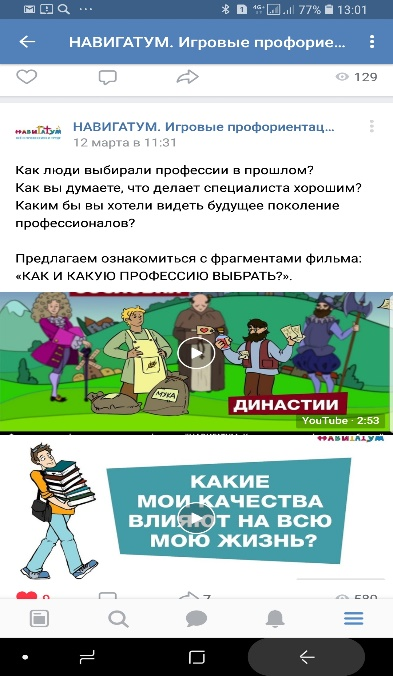 77% 13:01
НАВИГАТУМ. Игровые профорие...
129
НАВИГАТУМ
НАВИГАТУМ. Игровые профориентац...
12 марта в 11:31
Как люди выбирали профессии в прошлом?
Как вы думаете, что делает специалиста хорошим?
Каким бы вы хотели видеть будущее поколение
профессионалов?
Предлагаем ознакомиться с фрагментами фильма:
«КАК И КАКУЮ ПРОФЕССИЮ ВЫБРАТЬ?».
МУКА
ДИНАСТИИ
YouTube · 2:53
НАВИГАТУМ
КАКИЕ
МОИ КАЧЕСТВА
ВЛИЯЮТ НА ВСЮ
МОЮ ЖИЗНЬ?
9 7 580